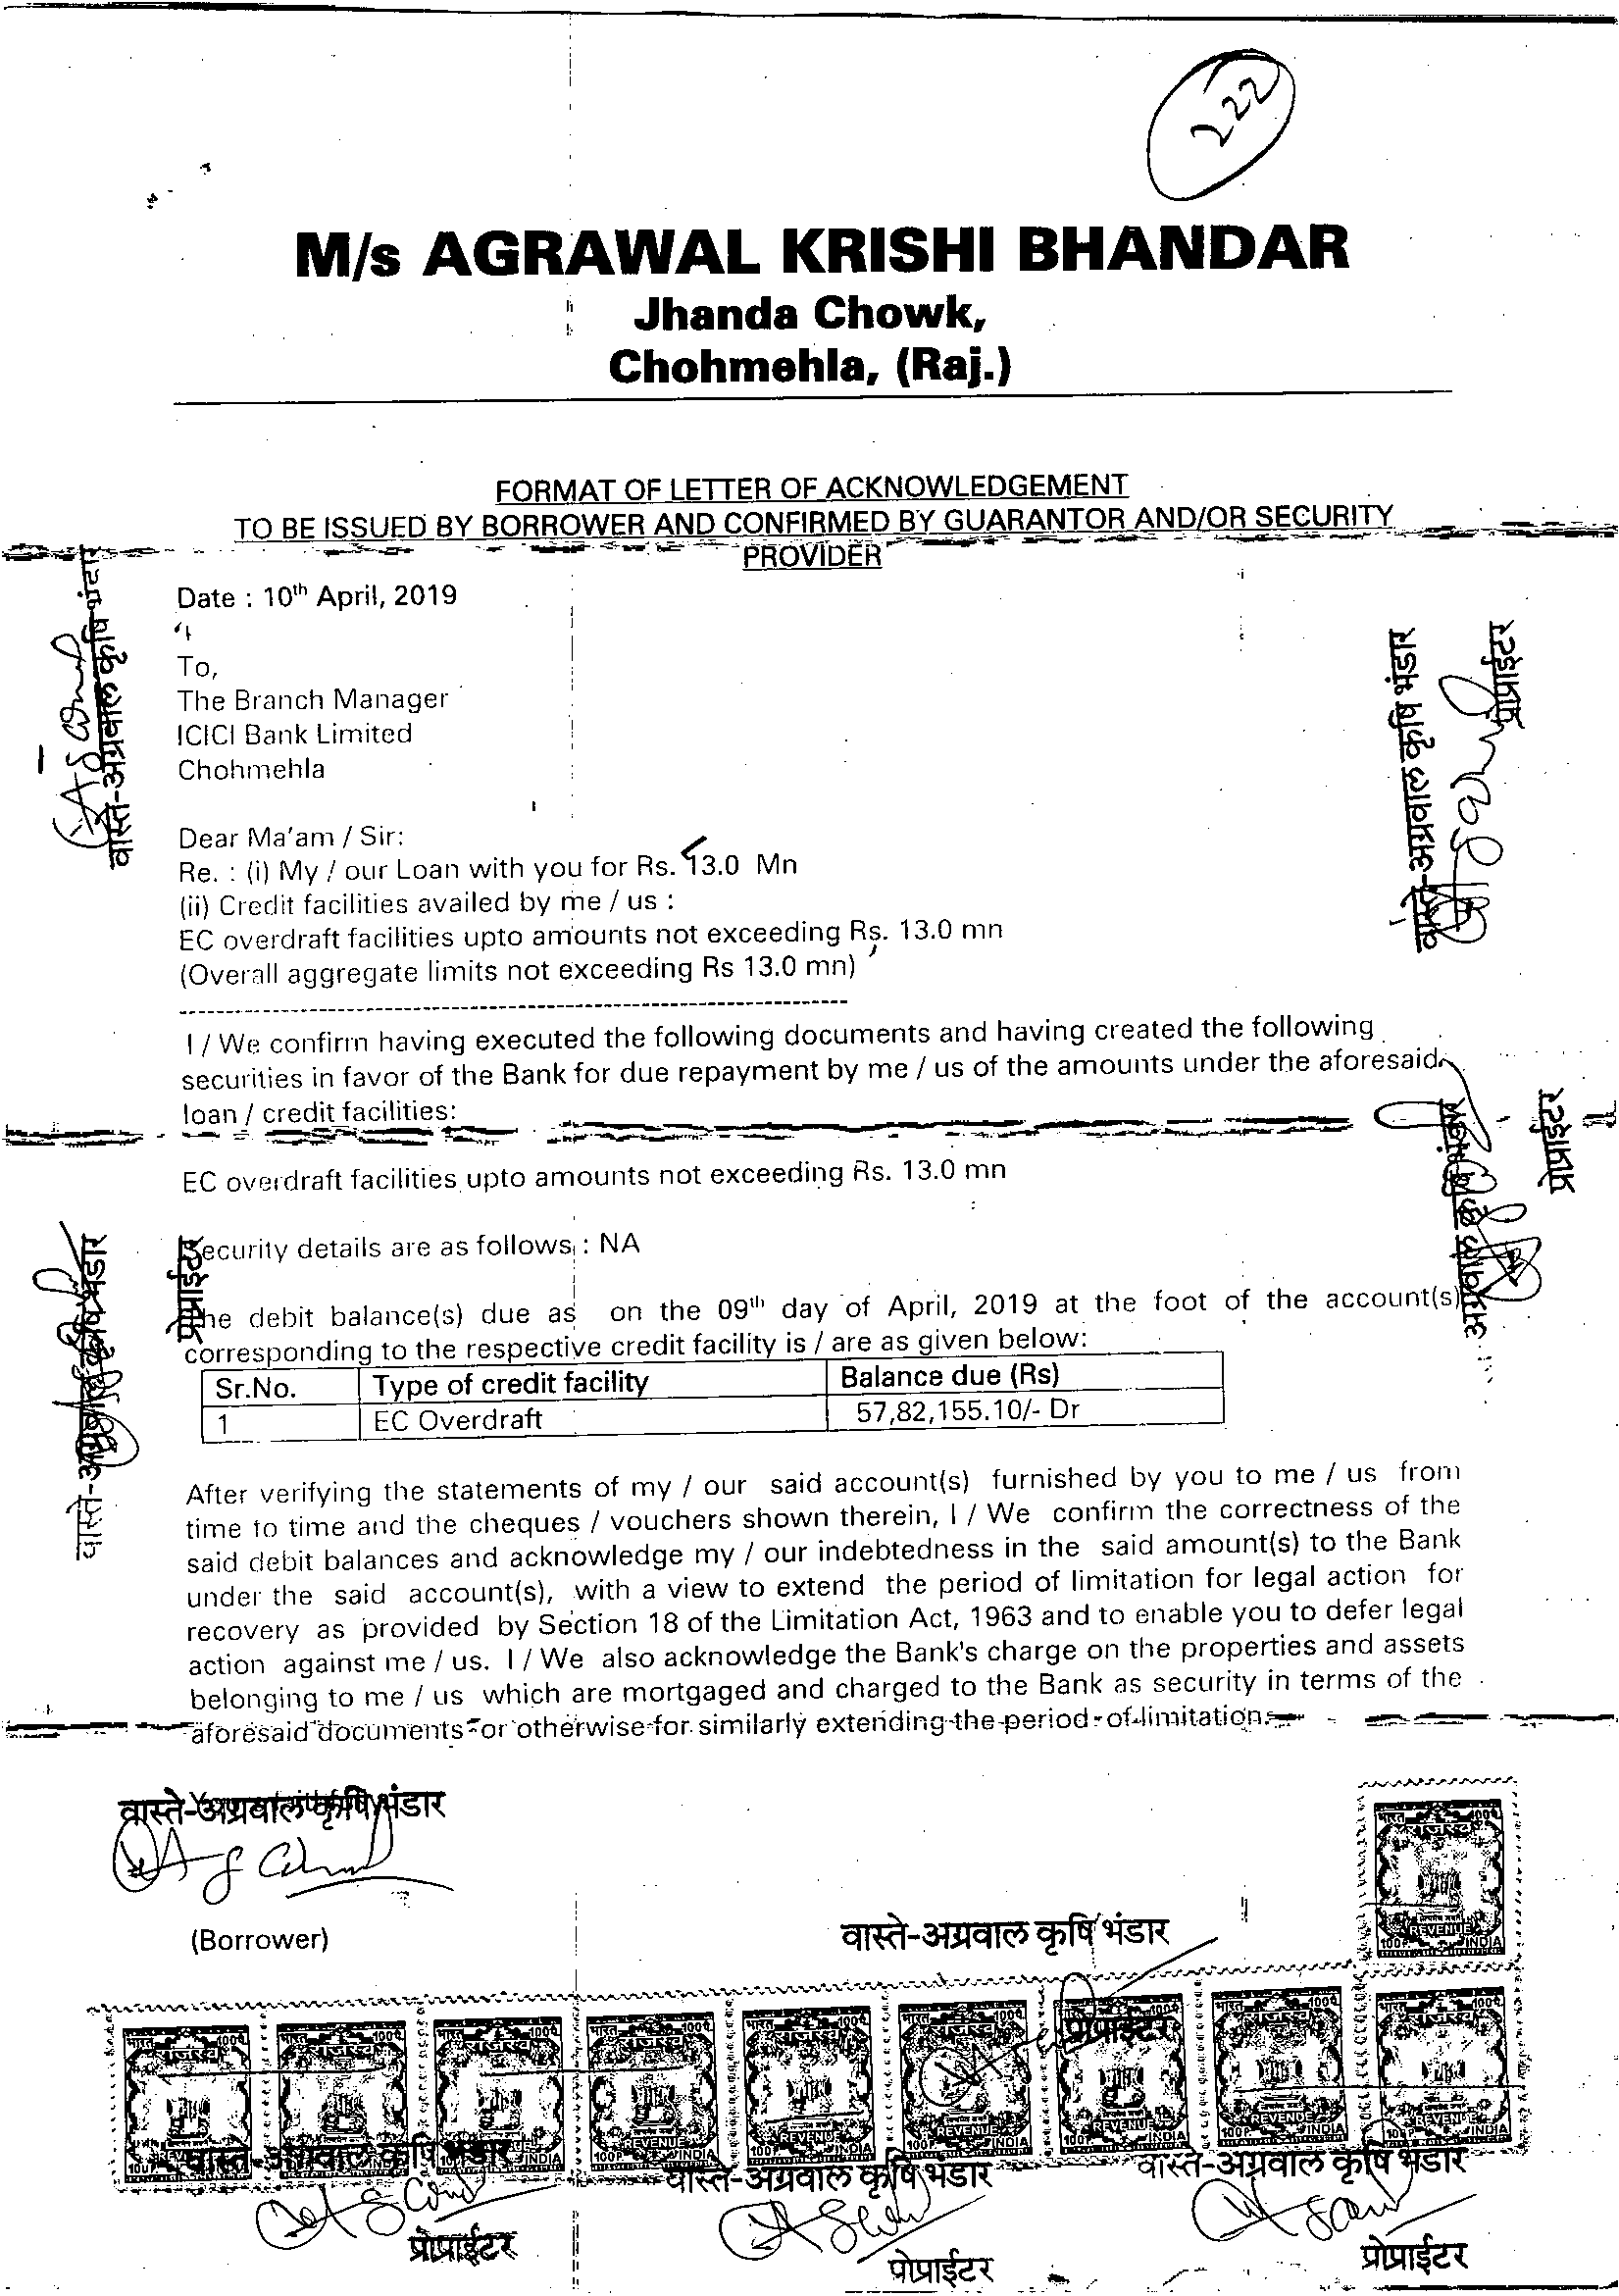 222
M/s AGRAWAL KRISHI BHANDAR
Jhanda Chowk,
Chohmehla, (Raj.)
FORMAT OF LETTER OF ACKNOWLEDGEMENT
TO BE ISSUED BY BORROWER AND CONFIRMED BY GUARANTOR AND/OR SECURITY
PROVIDER
Date : 10th April, 2019
To,
The Branch Manager
ICICI Bank Limited
Chohmehla
Dear Ma'am / Sir:
Re. : (i) My / our Loan with you for Rs. 13.0 Mn
(ii) Credit facilities availed by me / us :
EC overdraft facilities upto amounts not exceeding Rs. 13.0 mn
(Overall aggregate limits not exceeding Rs 13.0 mn)
I / We confirm having executed the following documents and having created the following
securities in favor of the Bank for due repayment by me / us of the amounts under the aforesaid
loan / credit facilities:
EC overdraft facilities upto amounts not exceeding Rs. 13.0 mn
Security details are as follows : NA
The debit balance(s) due as on the 09th day of April, 2019 at the foot of the account(s)
corresponding to the respective credit facility is / are as given below:
Sr.No. Type of credit facility Balance due (Rs)
1 EC Overdraft 57,82,155.10/- Dr
After verifying the statements of my / our said account(s) furnished by you to me / us from
time to time and the cheques / vouchers shown therein, I / We confirm the correctness of the
said debit balances and acknowledge my / our indebtedness in the said amount(s) to the Bank
under the said account(s), with a view to extend the period of limitation for legal action for
recovery as provided by Section 18 of the Limitation Act, 1963 and to enable you to defer legal
action against me / us. I / We also acknowledge the Bank's charge on the properties and assets
belonging to me / us which are mortgaged and charged to the Bank as security in terms of the
aforesaid documents or otherwise for similarly extending the period of limitation.
वास्ते-अग्रवाल कृषि भंडार
(Borrower)
वास्ते-अग्रवाल कृषि भंडार
प्रोप्राईटर
वास्ते-अग्रवाल कृषि भंडार
वास्ते-अग्रवाल कृषि भंडार
वास्ते-अग्रवाल कृषि भंडार
प्रोप्राईटर
प्रोप्राईटर
प्रोप्राईटर
वास्ते-अग्रवाल कृषि भंडार
वास्ते-अग्रवाल कृषि भंडार
प्रोप्राईटर
वास्ते-अग्रवाल कृषि भंडार
प्रोप्राईटर
अग्रवाल कृषि भंडार
प्रोप्राईटर
भारत 100
राजस्व
REVENUE
100P. INDIA